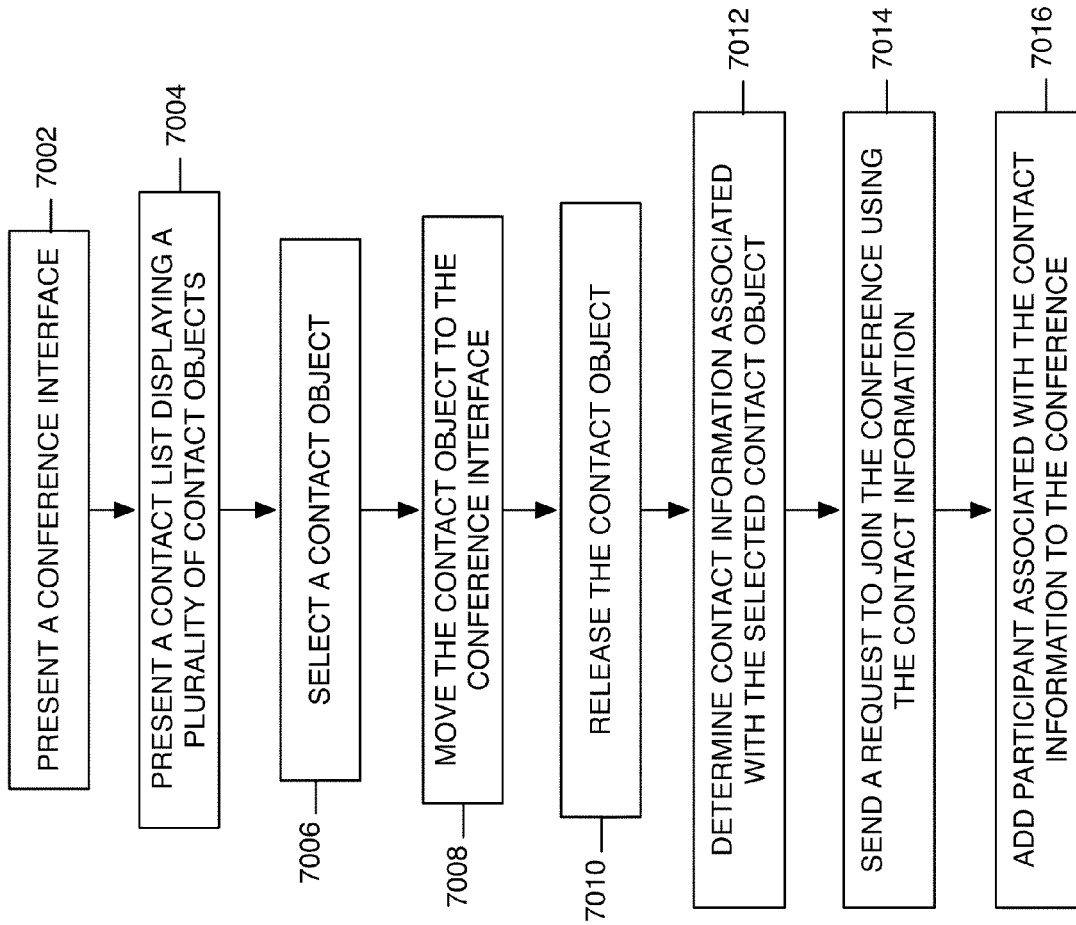 PRESENT A CONFERENCE INTERFACE
7002
PRESENT A CONTACT LIST DISPLAYING A
PLURALITY OF CONTACT OBJECTS
7004
SELECT A CONTACT OBJECT
7006
MOVE THE CONTACT OBJECT TO THE
CONFERENCE INTERFACE
7008
RELEASE THE CONTACT OBJECT
7010
DETERMINE CONTACT INFORMATION ASSOCIATED
WITH THE SELECTED CONTACT OBJECT
7012
SEND A REQUEST TO JOIN THE CONFERENCE USING
THE CONTACT INFORMATION
7014
ADD PARTICIPANT ASSOCIATED WITH THE CONTACT
INFORMATION TO THE CONFERENCE
7016